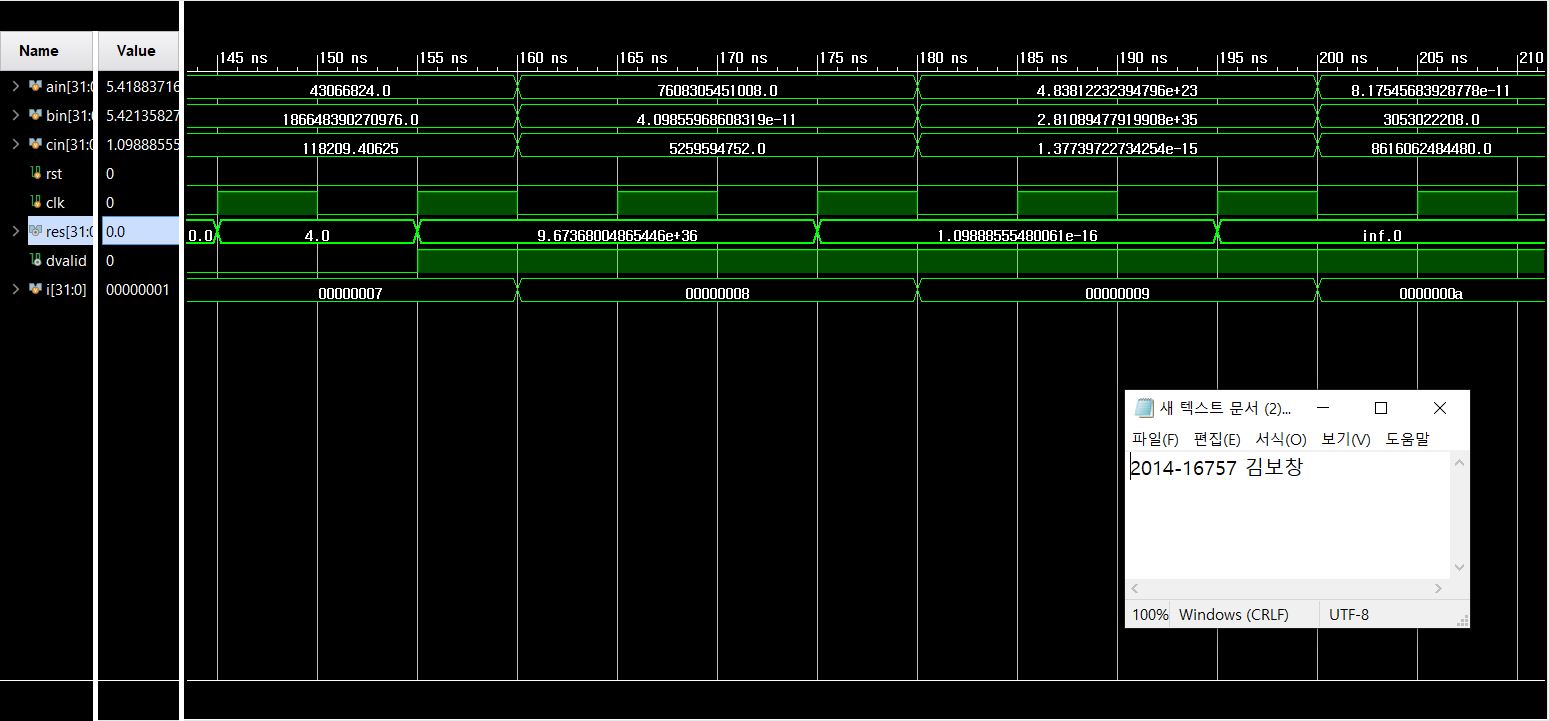 Name Value
145 ns 150 ns 155 ns 160 ns 165 ns 170 ns 175 ns 180 ns 185 ns 190 ns 195 ns 200 ns 205 ns 210
ain[31:0 5.41883716 43066824.0 7608305451008.0 4.83812232394796e+23 8.17545683928778e-11
bin[31:0 5.42135827 186648390270976.0 4.09855968608319e-11 2.81089477919908e+35 3053022208.0
cin[31:0 1.09888555 118209.40625 5259594752.0 1.37739722734254e-15 8616062484480.0
rst 0
clk 0
res[31:0 0.0 0.0 4.0 9.67368004865446e+36 1.09888555480061e-16 inf.0
dvalid 0
i[31:0] 00000001 00000007 00000008 00000009 0000000a
새 텍스트 문서 (2)...
파일(F) 편집(E) 서식(O) 보기(V) 도움말
2014-16757 김보창
100% Windows (CRLF) UTF-8